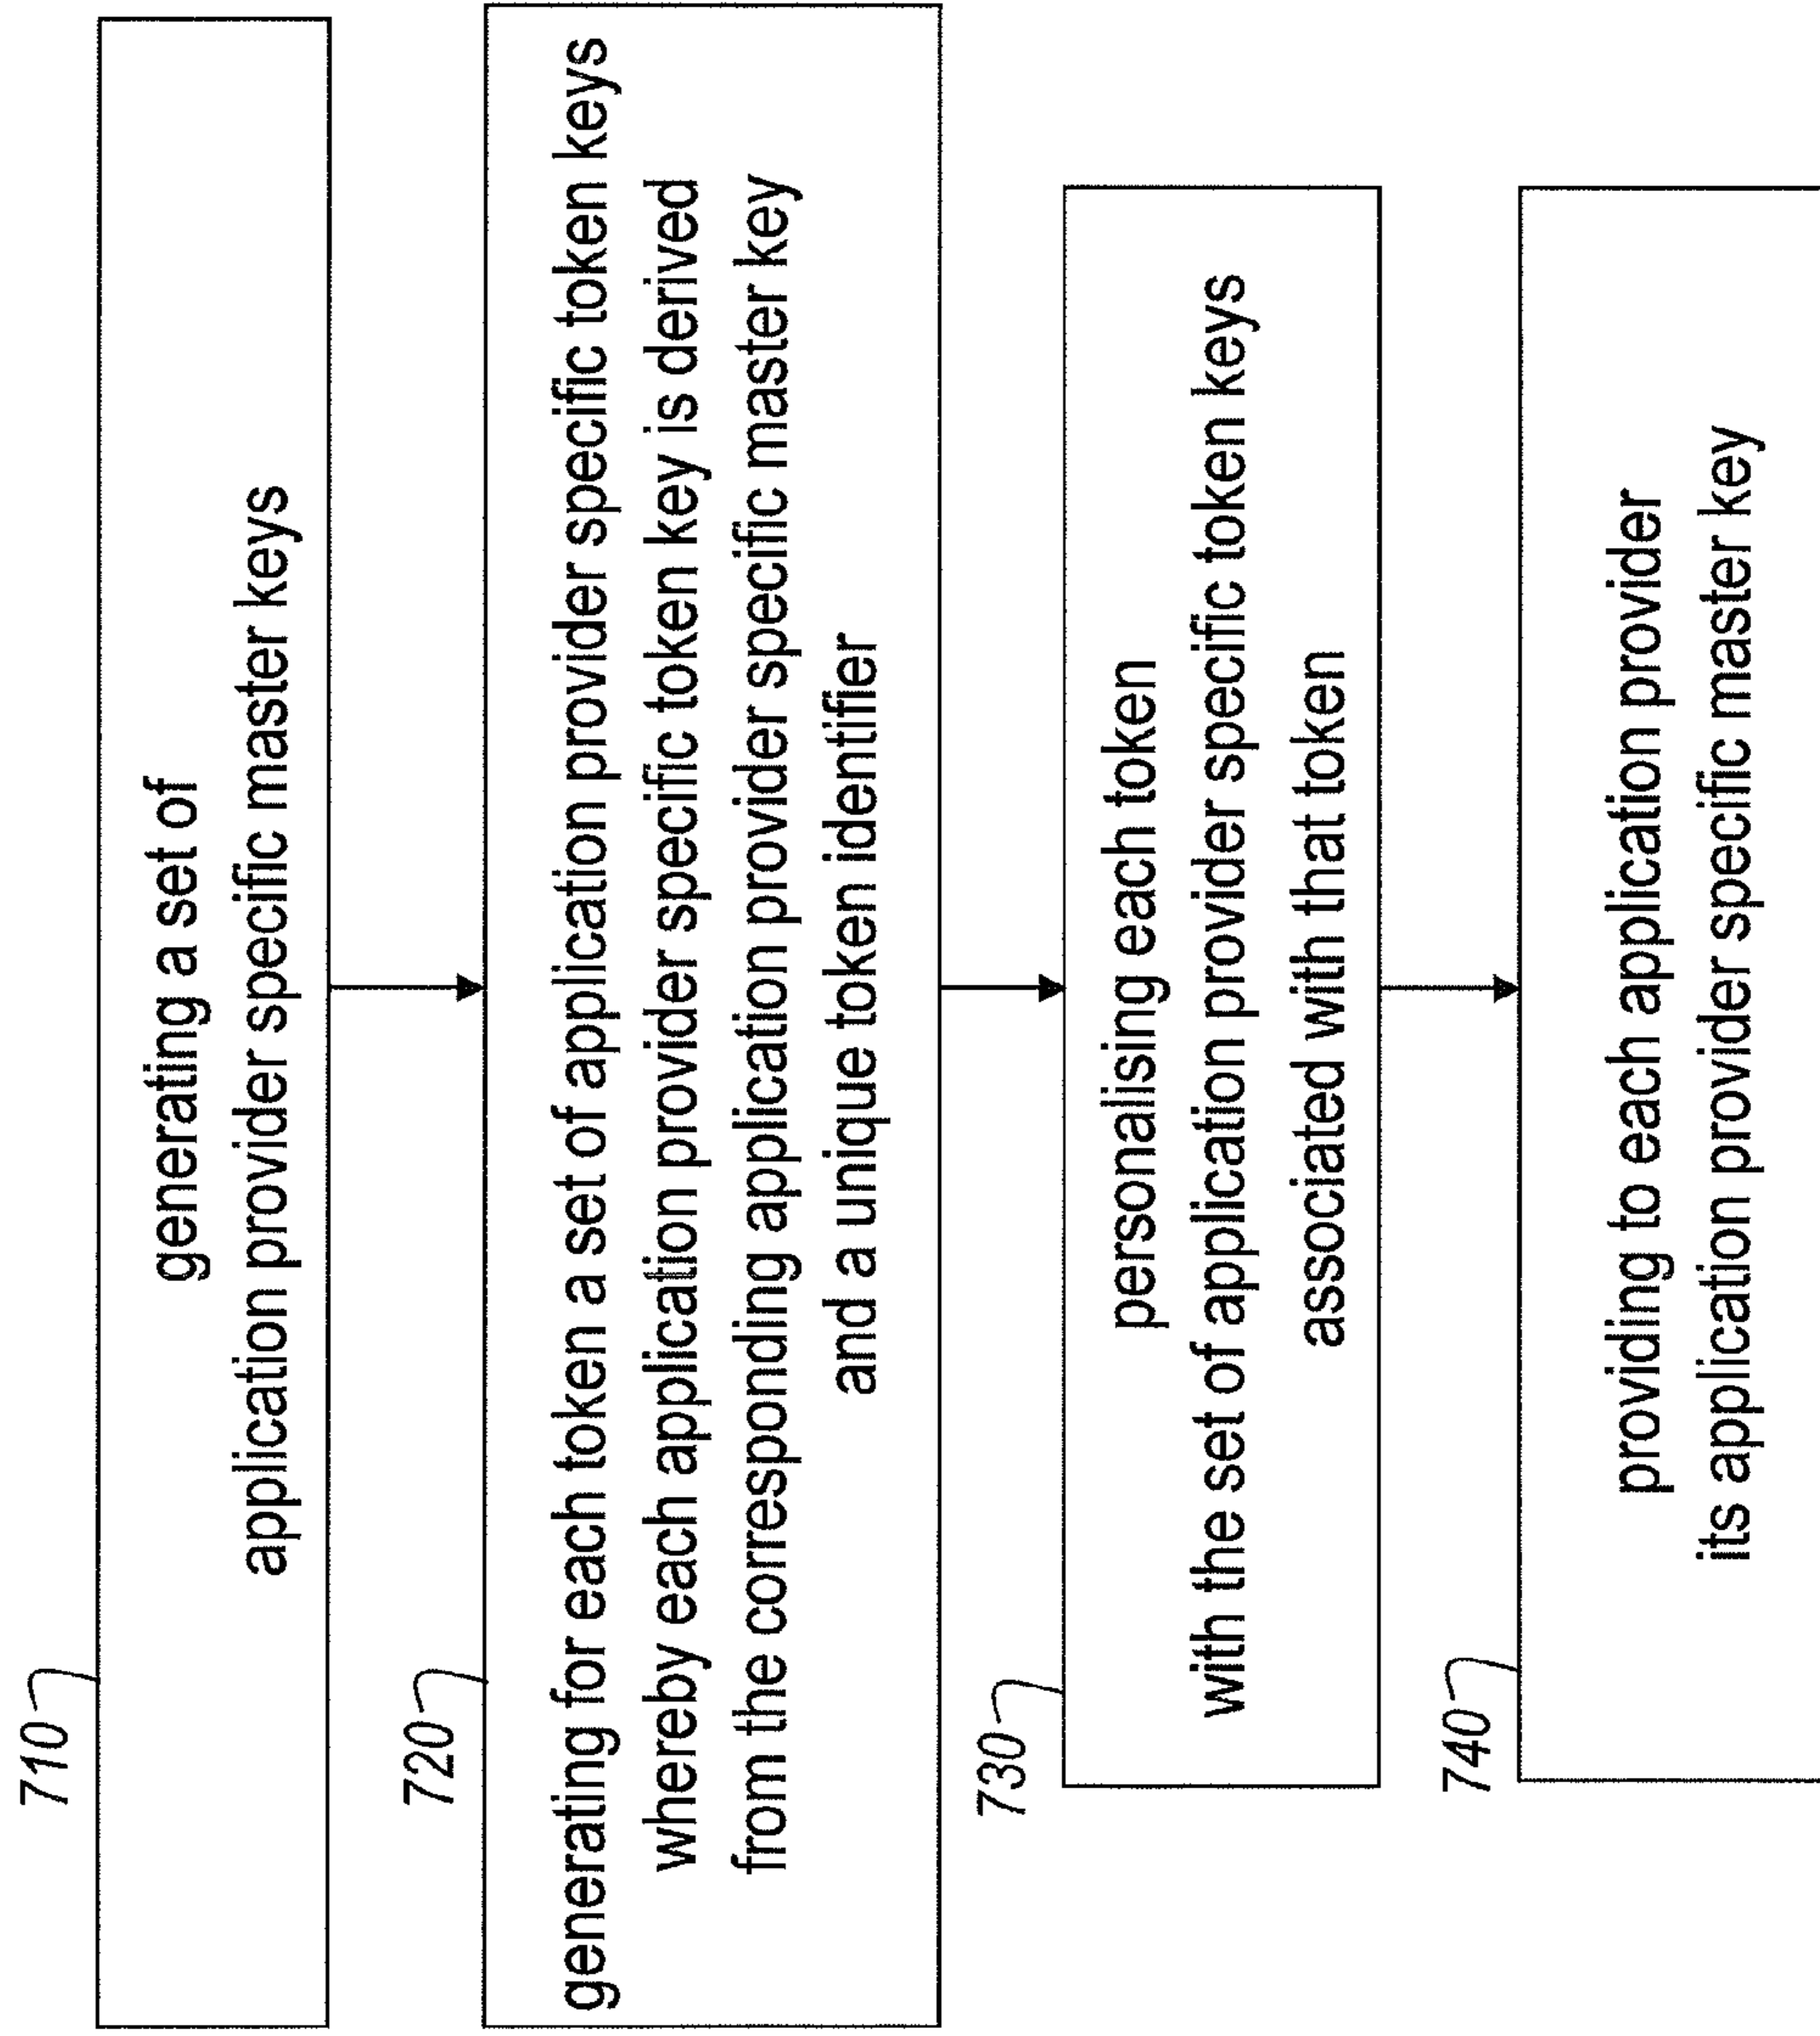 710
generating a set of
application provider specific master keys
720
generating for each token a set of application provider specific token keys
whereby each application provider specific token key is derived
from the corresponding application provider specific master key
and a unique token identifier
730
personalising each token
with the set of application provider specific token keys
associated with that token
740
providing to each application provider
its application provider specific master key